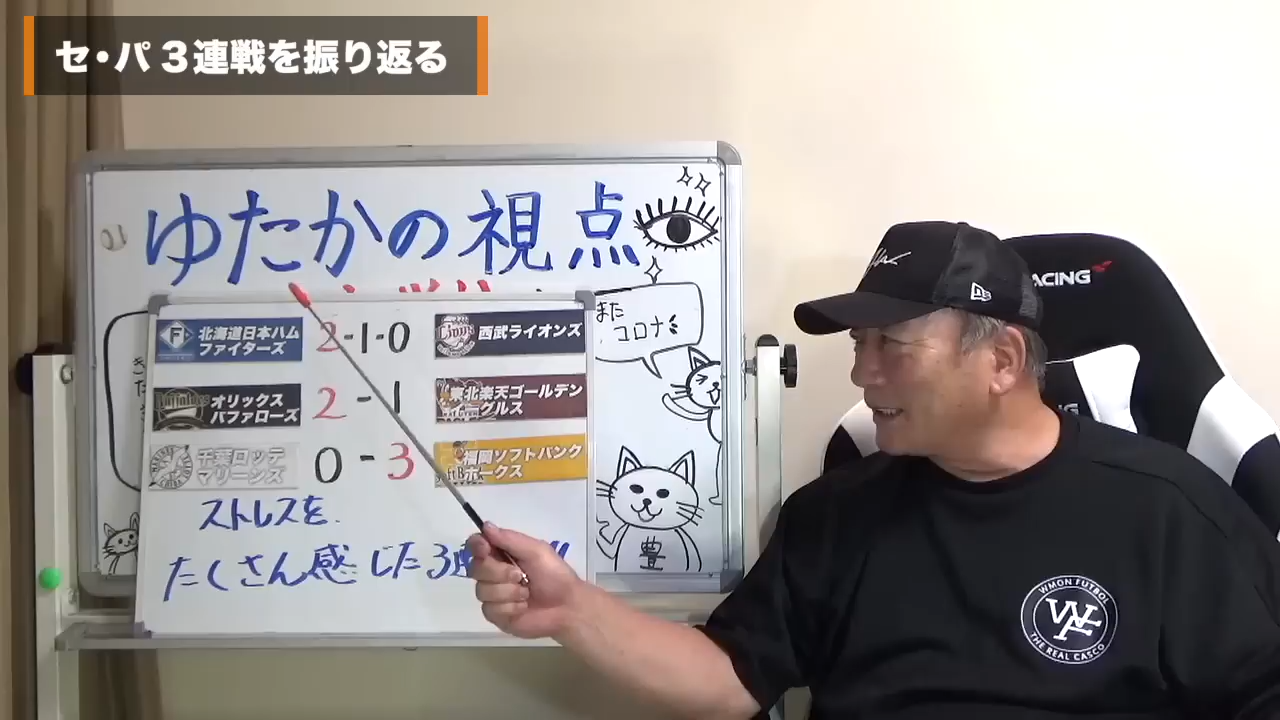 セ・パ 3連戦を振り返る
ゆたかの視点
また
コロナ
北海道日本ハム
ファイターズ
2-1-0
西武ライオンズ
オリックス
バファローズ
2-1
東北楽天ゴールデン
グルス
千葉ロッテ
マリーンズ
0-3
福岡ソフトバンク
ホークス
ストレスを
たくさん感じた3連
豊
ACING
WMON FUTBOL
THE REAL CASCO